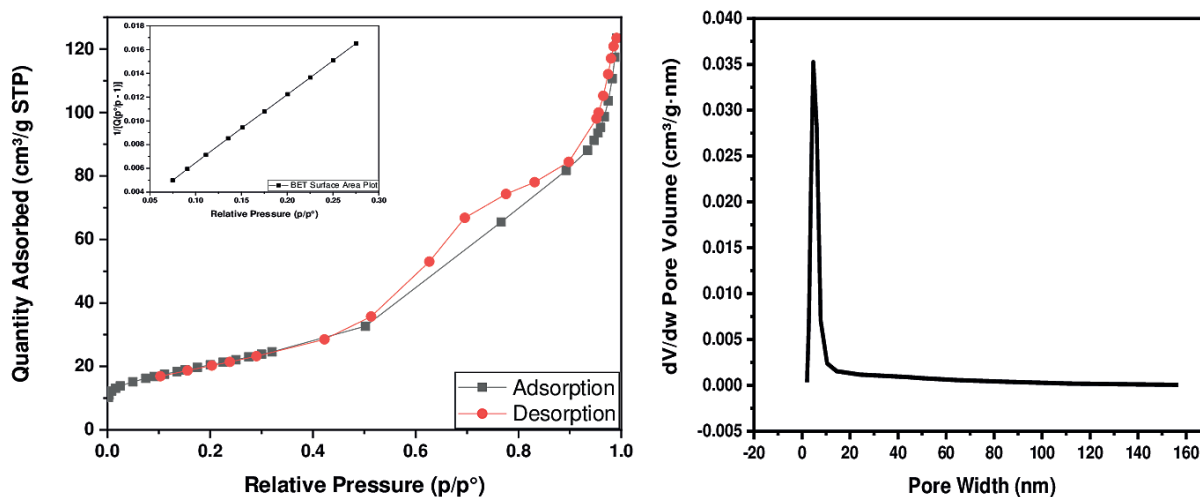 Quantity Adsorbed (cm³/g STP)
120
100
80
60
40
20
0
0.0 0.2 0.4 0.6 0.8 1.0
Relative Pressure (p/p°)
Adsorption
Desorption
1/[Q(p°/p - 1)]
0.018
0.016
0.014
0.012
0.010
0.008
0.006
0.004
0.05 0.10 0.15 0.20 0.25 0.30
Relative Pressure (p/p°)
BET Surface Area Plot
dV/dw Pore Volume (cm³/g·nm)
0.040
0.035
0.030
0.025
0.020
0.015
0.010
0.005
0.000
-0.005
-20 0 20 40 60 80 100 120 140 160
Pore Width (nm)